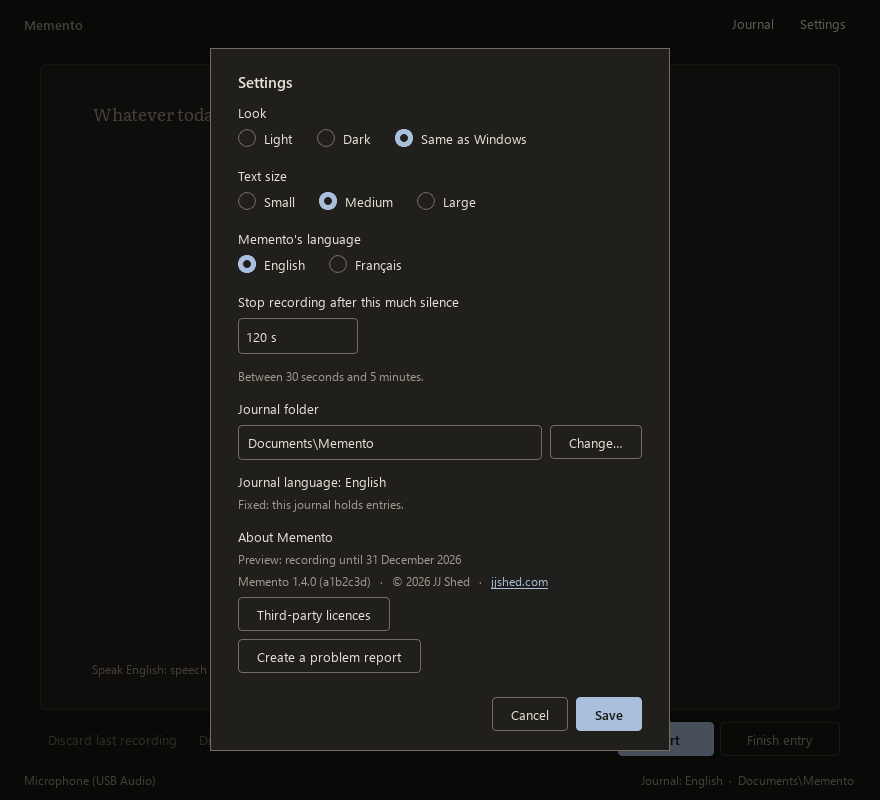 Memento
Journal Settings
Whatever toda
Settings
Look
Light Dark Same as Windows
Text size
Small Medium Large
Memento's language
English Français
Stop recording after this much silence
120 s
Between 30 seconds and 5 minutes.
Journal folder
Documents\Memento Change...
Journal language: English
Fixed: this journal holds entries.
About Memento
Preview: recording until 31 December 2026
Memento 1.4.0 (a1b2c3d) · © 2026 JJ Shed · jjshed.com
Third-party licences
Create a problem report
Speak English: speech
Cancel Save
Discard last recording Finish entry
Microphone (USB Audio) Journal: English · Documents\Memento